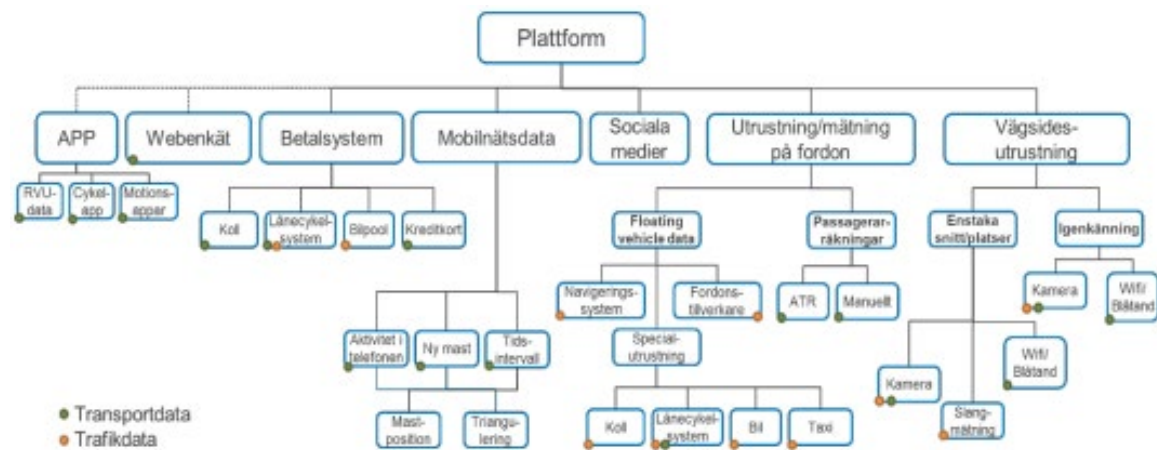 Plattform
APP
Webenkät
Betalsystem
Mobilnätsdata
Sociala
medier
Utrustning/mätning
på fordon
Vägsides-
utrustning
RVU-
data
Cykel-
app
Motions-
appar
Koll
Lånecykel-
system
Bilpool
Kreditkort
Floating
vehicle data
Passagerar-
räkningar
Enstaka
snitt/platser
Igenkänning
Navigerings-
system
Fordons-
tillverkare
ATR
Manuellt
Kamera
Wifi/
Blåtand
Aktivitet i
telefonen
Ny mast
Tids-
intervall
Special-
utrustning
Kamera
Wifi/
Blåtand
Mast-
position
Triangu-
lering
Koll
Lånecykel-
system
Bil
Taxi
Slang-
mätning
Transportdata
Trafikdata